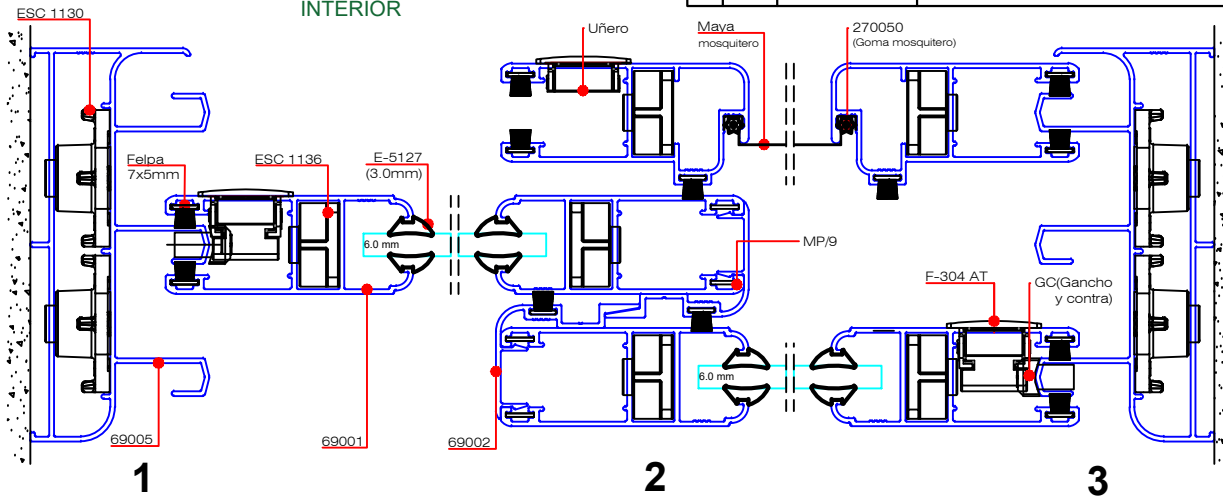 INTERIOR
ESC 1130
Uñero
Maya
mosquitero
270050
(Goma mosquitero)
Felpa
7x5mm
ESC 1136
E-5127
(3.0mm)
6.0 mm
MP/9
F-304 AT
GC(Gancho
y contra)
6.0 mm
69005
69001
69002
1
2
3